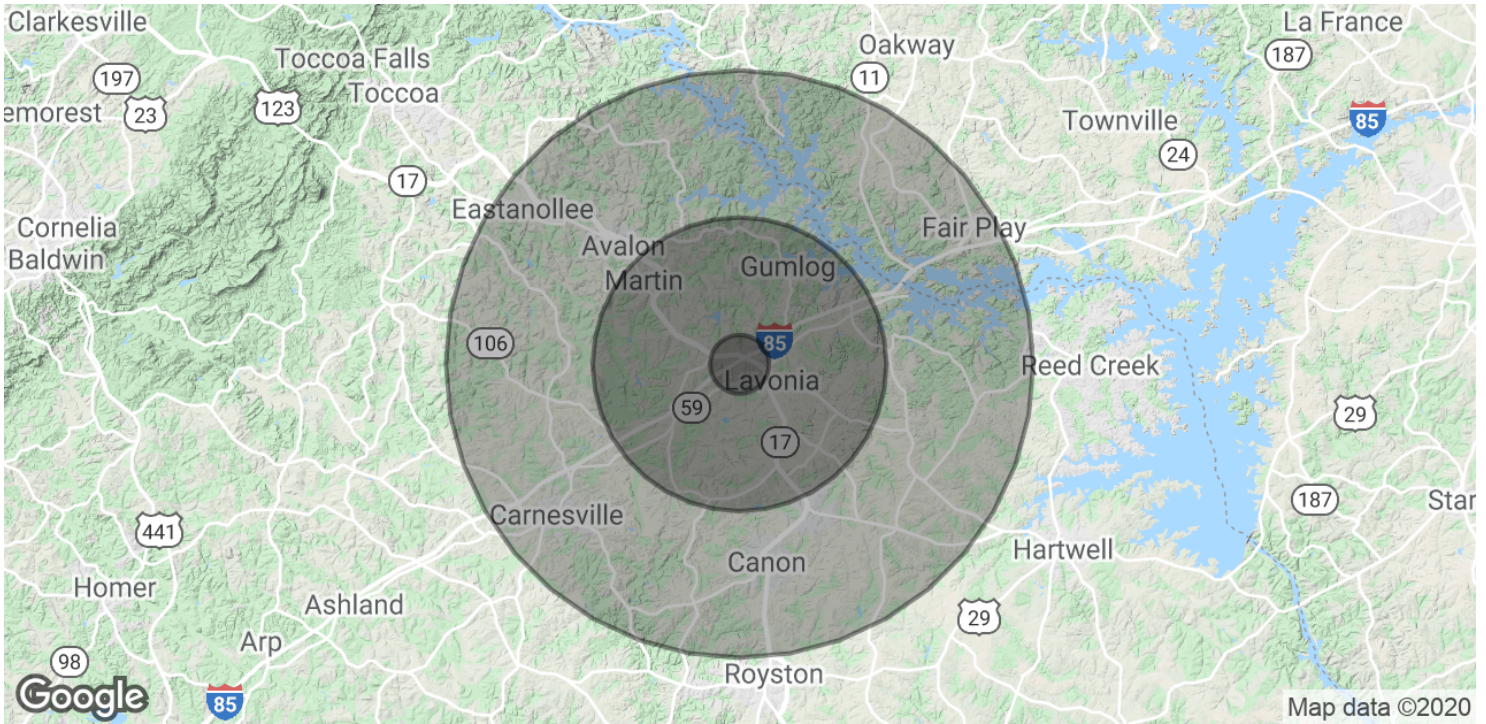 Clarkesville
La France
Oakway
187
Toccoa Falls
197
11
Toccoa
123
23
emorest
Townville
85
24
17
Eastanollee
Cornelia
Fair Play
Avalon
Baldwin
Gumlog
Martin
106
85
Reed Creek
Lavonia
59
29
17
187
Star
Carnesville
441
Hartwell
Canon
Homer
Ashland
29
Arp
98
Royston
Google
85
Map data ©2020